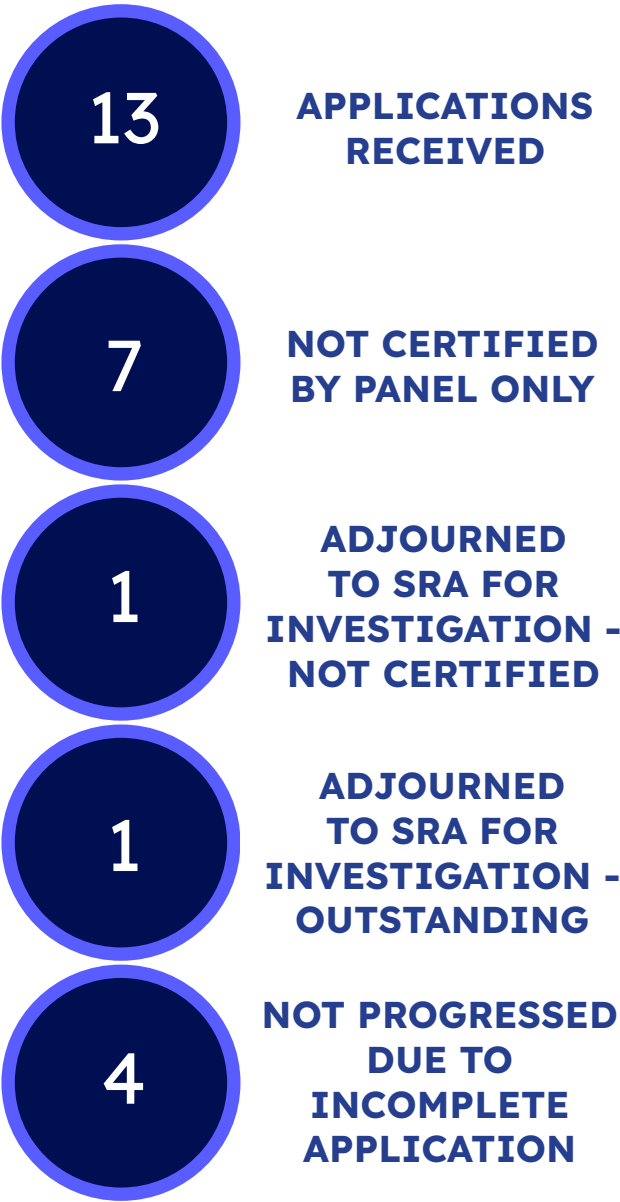 13
APPLICATIONS
RECEIVED
7
NOT CERTIFIED
BY PANEL ONLY
1
ADJOURNED
TO SRA FOR
INVESTIGATION -
NOT CERTIFIED
1
ADJOURNED
TO SRA FOR
INVESTIGATION -
OUTSTANDING
4
NOT PROGRESSED
DUE TO
INCOMPLETE
APPLICATION